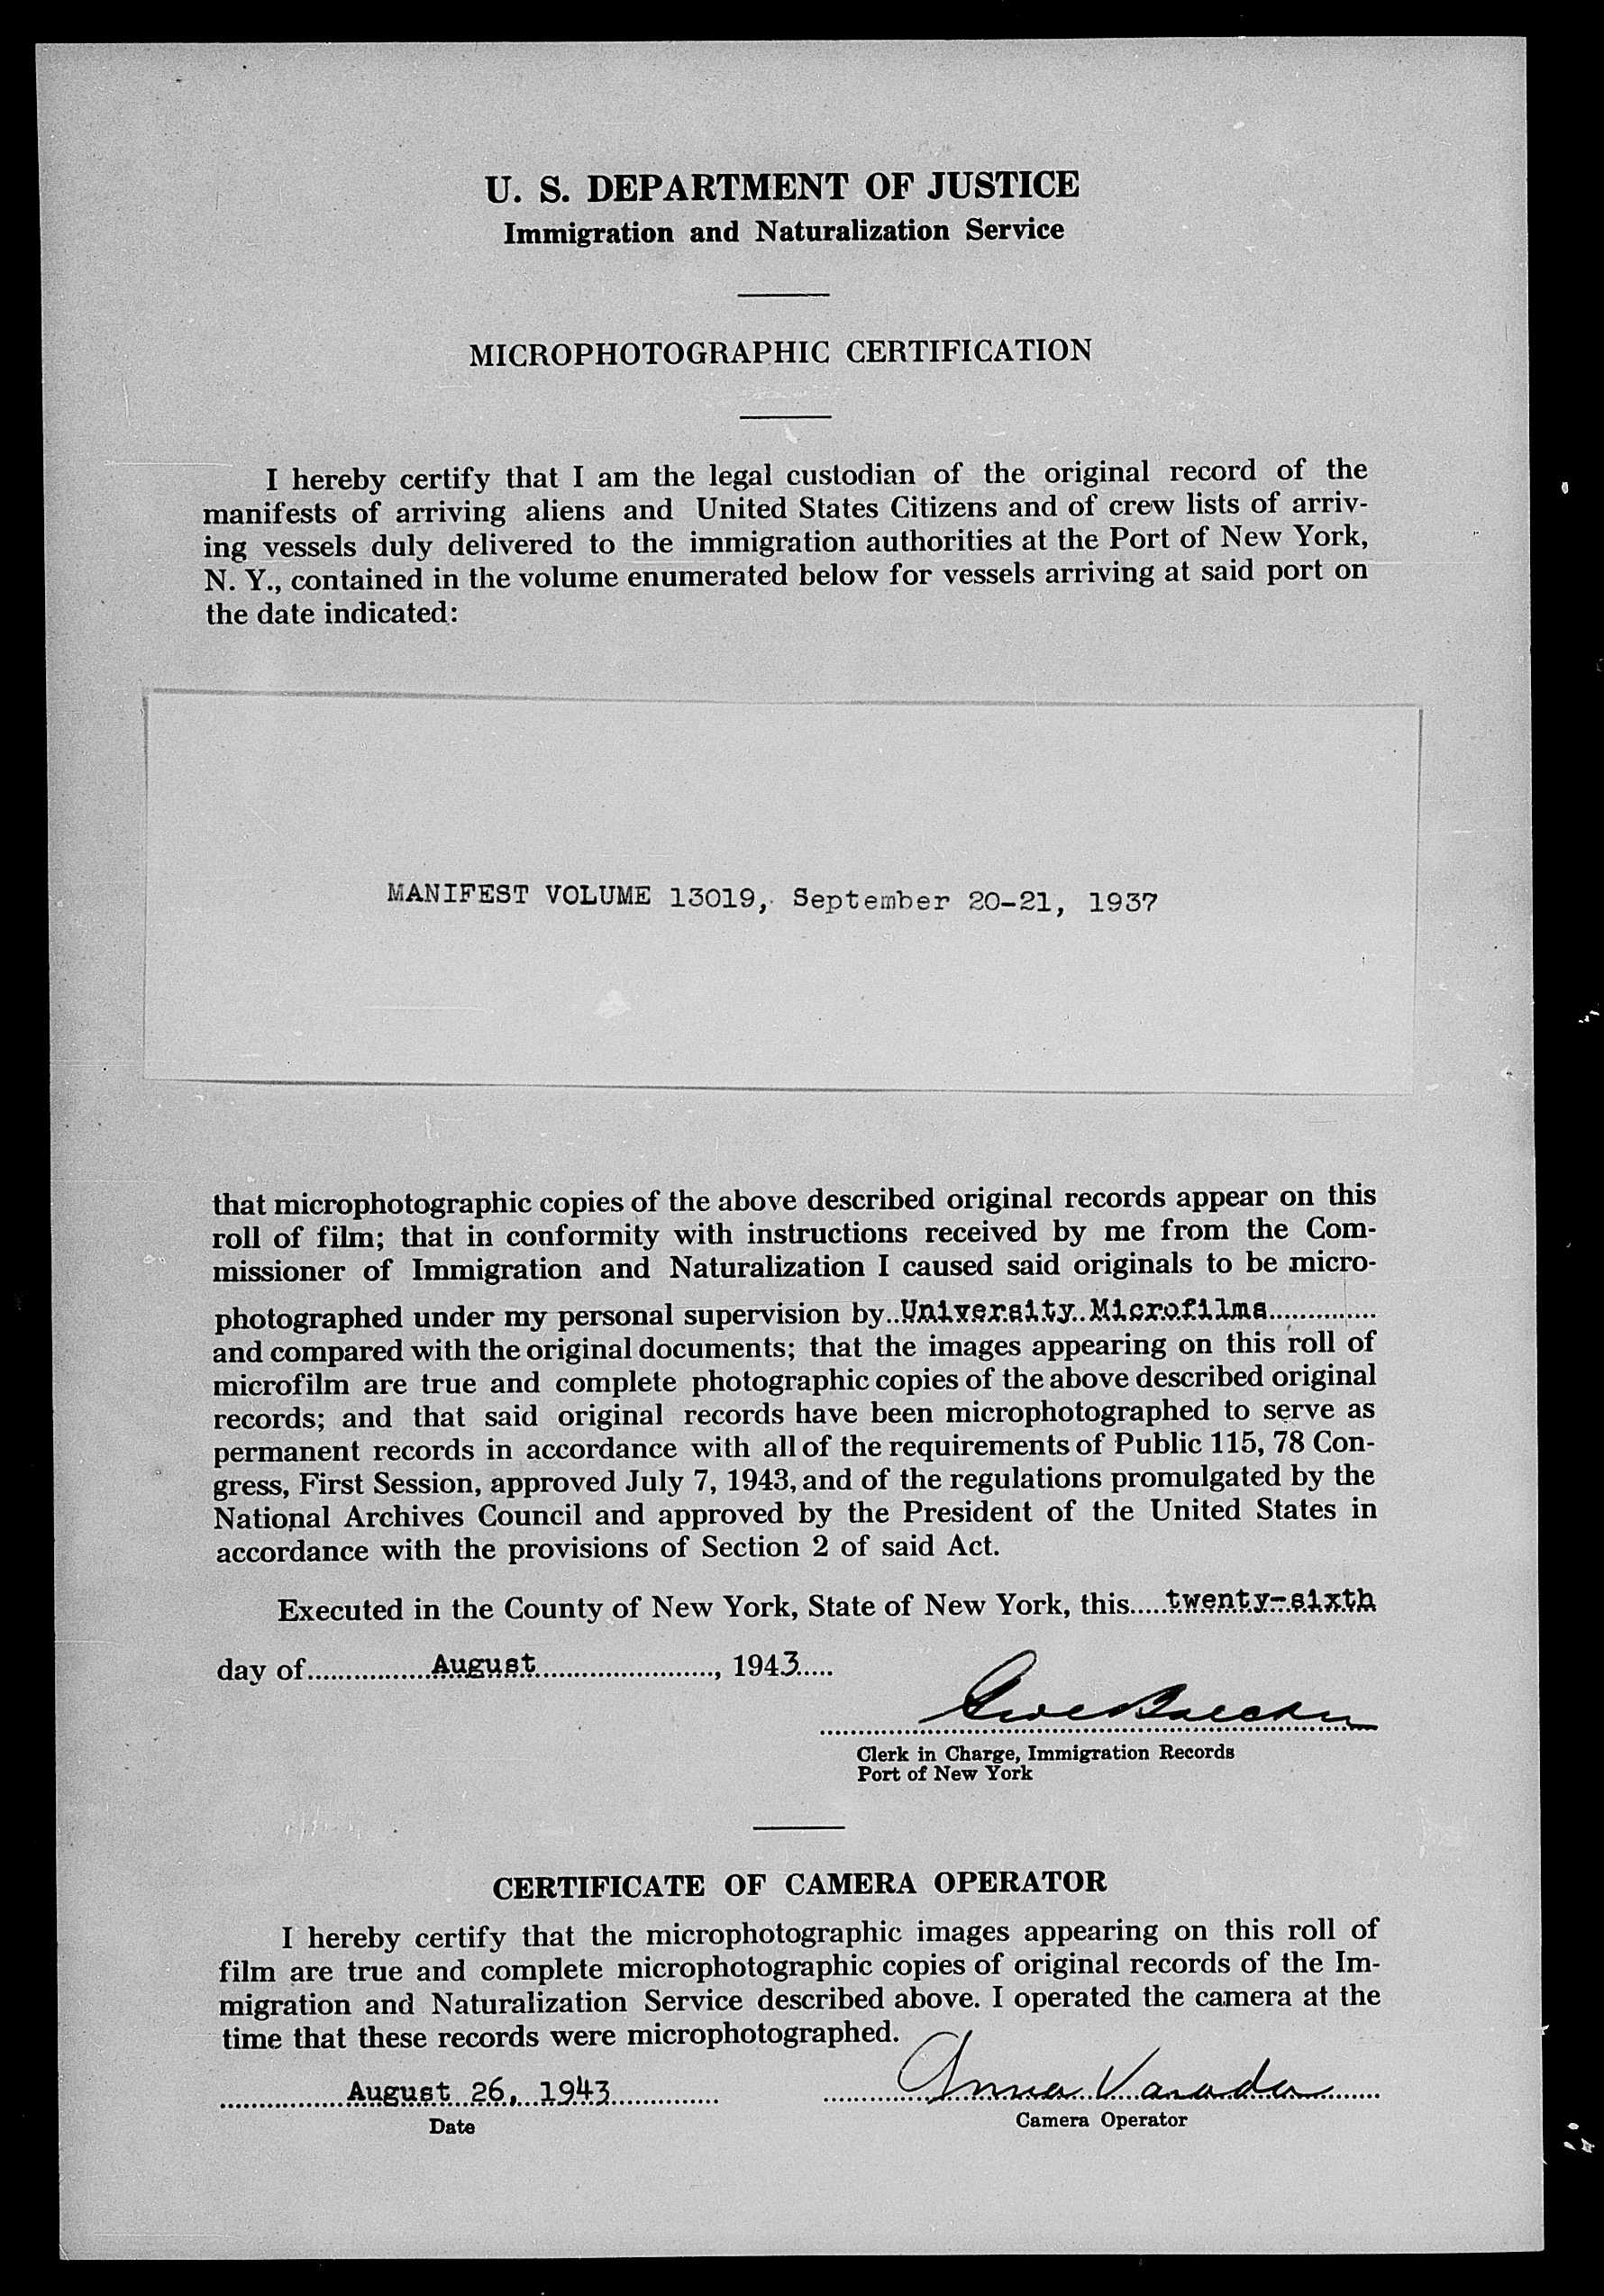 U. S. DEPARTMENT OF JUSTICE
Immigration and Naturalization Service
MICROPHOTOGRAPHIC CERTIFICATION
I hereby certify that I am the legal custodian of the original record of the
manifests of arriving aliens and United States Citizens and of crew lists of arriv-
ing vessels duly delivered to the immigration authorities at the Port of New York,
N. Y., contained in the volume enumerated below for vessels arriving at said port on
the date indicated:
MANIFEST VOLUME 13019, September 20-21, 1937
that microphotographic copies of the above described original records appear on this
roll of film; that in conformity with instructions received by me from the Com-
missioner of Immigration and Naturalization I caused said originals to be micro-
photographed under my personal supervision by..University Microfilms..............
and compared with the original documents; that the images appearing on this roll of
microfilm are true and complete photographic copies of the above described original
records; and that said original records have been microphotographed to serve as
permanent records in accordance with all of the requirements of Public 115, 78 Con-
gress, First Session, approved July 7, 1943, and of the regulations promulgated by the
National Archives Council and approved by the President of the United States in
accordance with the provisions of Section 2 of said Act.
Executed in the County of New York, State of New York, this.....twenty-sixth
day of................August......................., 1943.....
Clerk in Charge, Immigration Records
Port of New York
CERTIFICATE OF CAMERA OPERATOR
I hereby certify that the microphotographic images appearing on this roll of
film are true and complete microphotographic copies of original records of the Im-
migration and Naturalization Service described above. I operated the camera at the
time that these records were microphotographed.
August 26, 1943 Anna Varada
Date Camera Operator